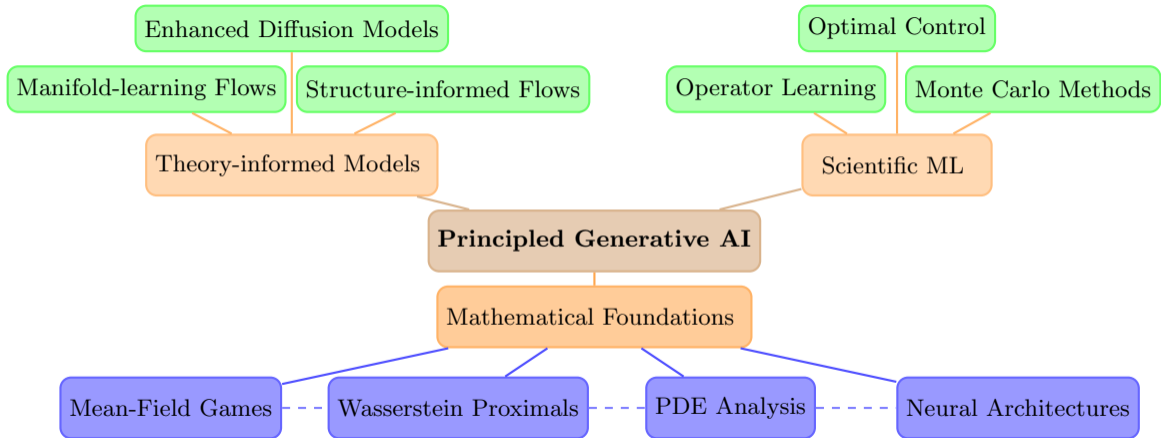 Enhanced Diffusion Models
Optimal Control
Manifold-learning Flows
Structure-informed Flows
Operator Learning
Monte Carlo Methods
Theory-informed Models
Scientific ML
Principled Generative AI
Mathematical Foundations
Mean-Field Games
Wasserstein Proximals
PDE Analysis
Neural Architectures